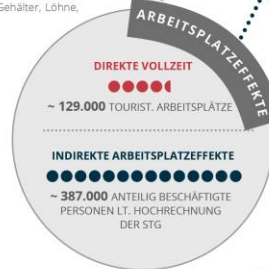 Gehälter, Löhne,
ARBEITSPLATZEFFEKTE
DIREKTE VOLLZEIT
~ 129.000 TOURIST. ARBEITSPLÄTZE
INDIREKTE ARBEITSPLATZEFFEKTE
~ 387.000 ANTEILIG BESCHÄFTIGTE
PERSONEN LT. HOCHRECHNUNG
DER STG